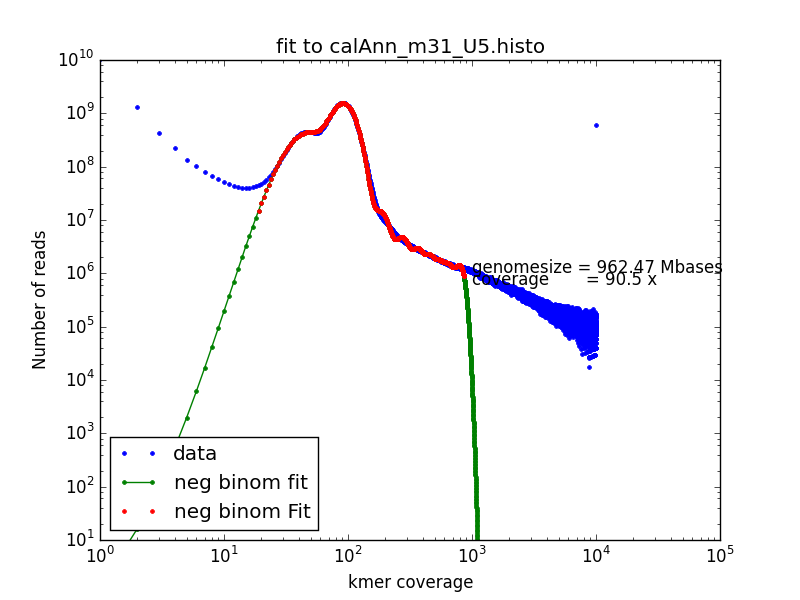 fit to calAnn_m31_U5.histo
Number of reads
10^10
10^9
10^8
10^7
10^6
10^5
10^4
10^3
10^2
10^1
genomesize = 962.47 Mbases
coverage = 90.5 x
data
neg binom fit
neg binom Fit
10^0 10^1 10^2 10^3 10^4 10^5
kmer coverage